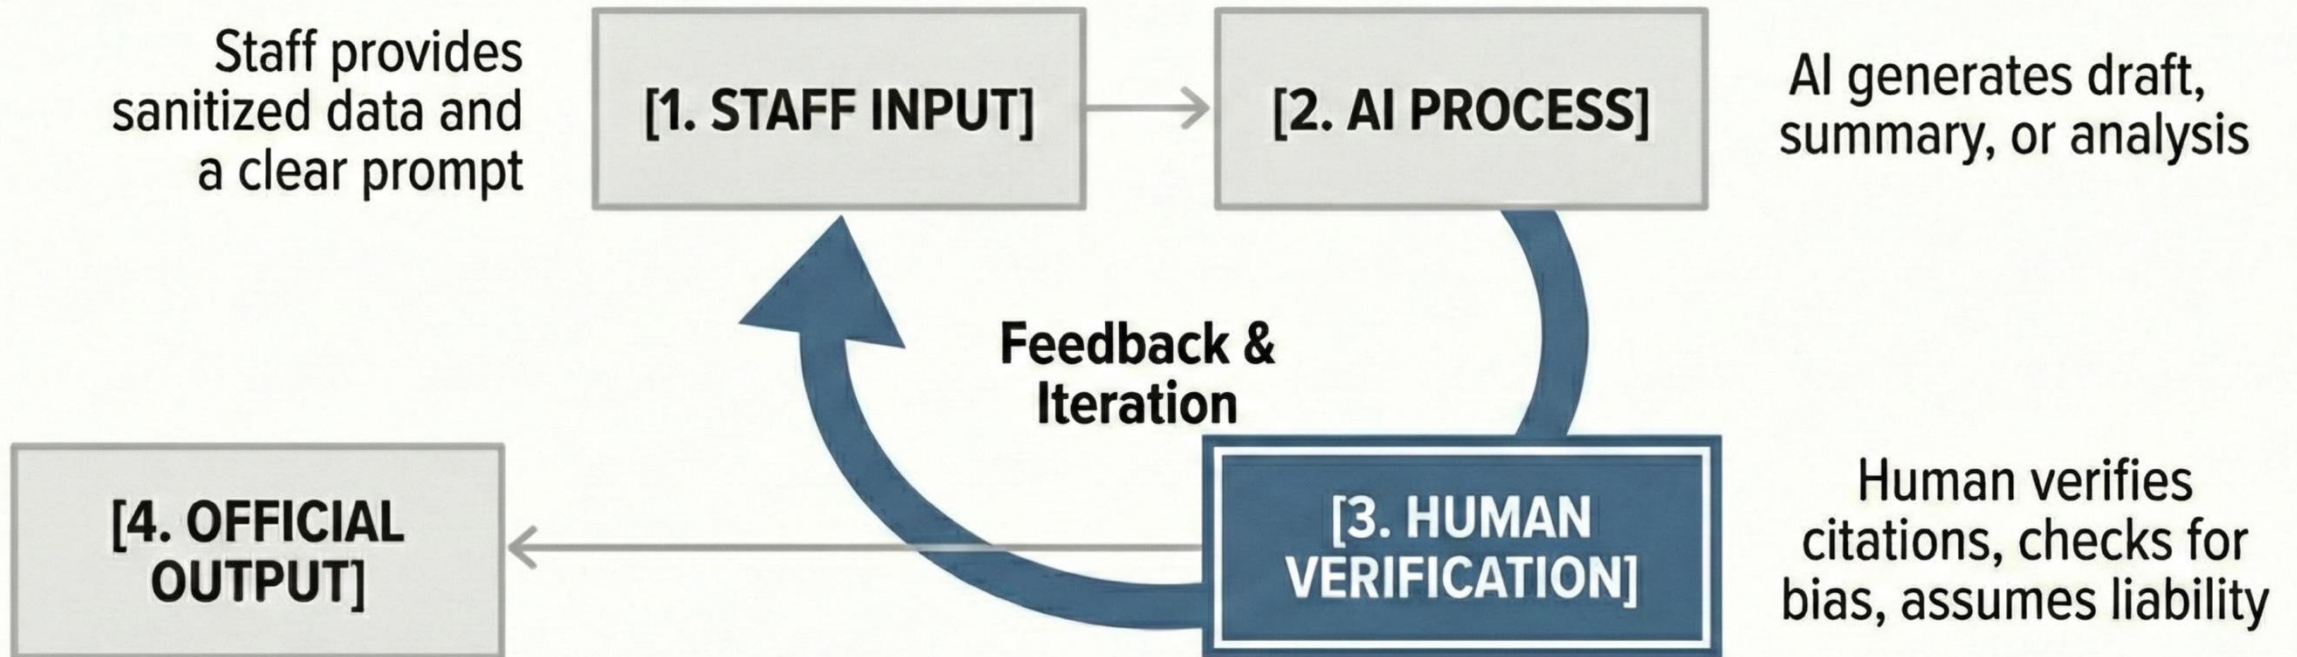 Staff provides
sanitized data and
a clear prompt
[1. STAFF INPUT]
[2. AI PROCESS]
AI generates draft,
summary, or analysis
Feedback &
Iteration
[4. OFFICIAL
OUTPUT]
[3. HUMAN
VERIFICATION]
Human verifies
citations, checks for
bias, assumes liability